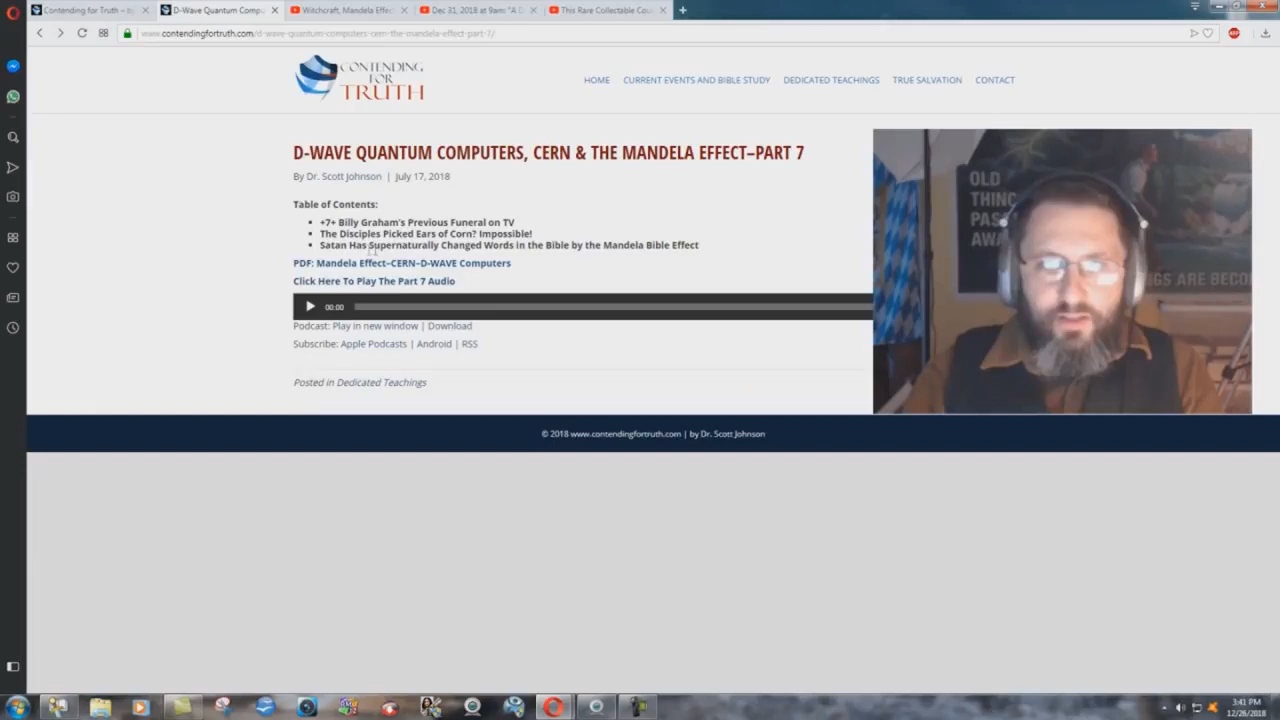 Contending for Truth – 
D-Wave Quantum Compu
Witchcraft, Mandela Effec
Dec 31, 2018 at 9am: "A D
This Rare Collectable Cou
www.contendingfortruth.com/d-wave-quantum-computers-cern-the-mandela-effect-part-7/
CONTENDING
FOR
TRUTH
HOME
CURRENT EVENTS AND BIBLE STUDY
DEDICATED TEACHINGS
TRUE SALVATION
CONTACT
D-WAVE QUANTUM COMPUTERS, CERN & THE MANDELA EFFECT–PART 7
By Dr. Scott Johnson | July 17, 2018
Table of Contents:
+7+ Billy Graham's Previous Funeral on TV
The Disciples Picked Ears of Corn? Impossible!
Satan Has Supernaturally Changed Words in the Bible by the Mandela Bible Effect
PDF: Mandela Effect–CERN–D-WAVE Computers
Click Here To Play The Part 7 Audio
00:00
Podcast: Play in new window | Download
Subscribe: Apple Podcasts | Android | RSS
Posted in Dedicated Teachings
OLD
THING
PAS
AWA
NGS ARE BECO
© 2018 www.contendingfortruth.com | by Dr. Scott Johnson
3:41 PM
12/26/2018